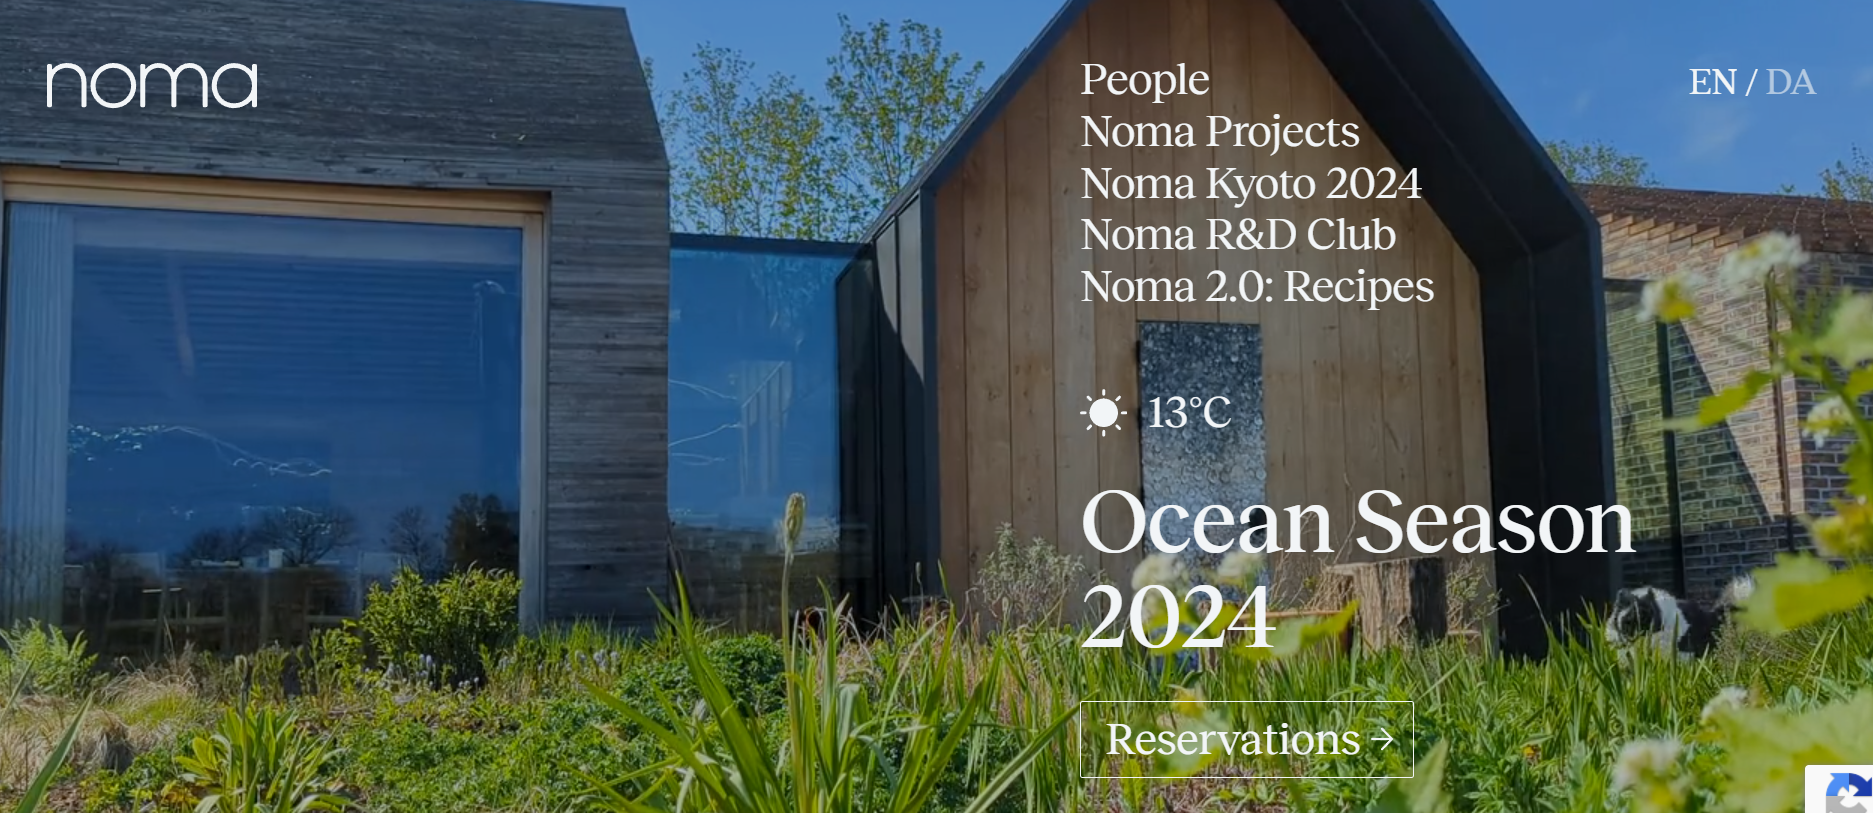 noma
People
Noma Projects
Noma Kyoto 2024
Noma R&D Club
Noma 2.0: Recipes
EN / DA
13°C
Ocean Season
2024
Reservations →